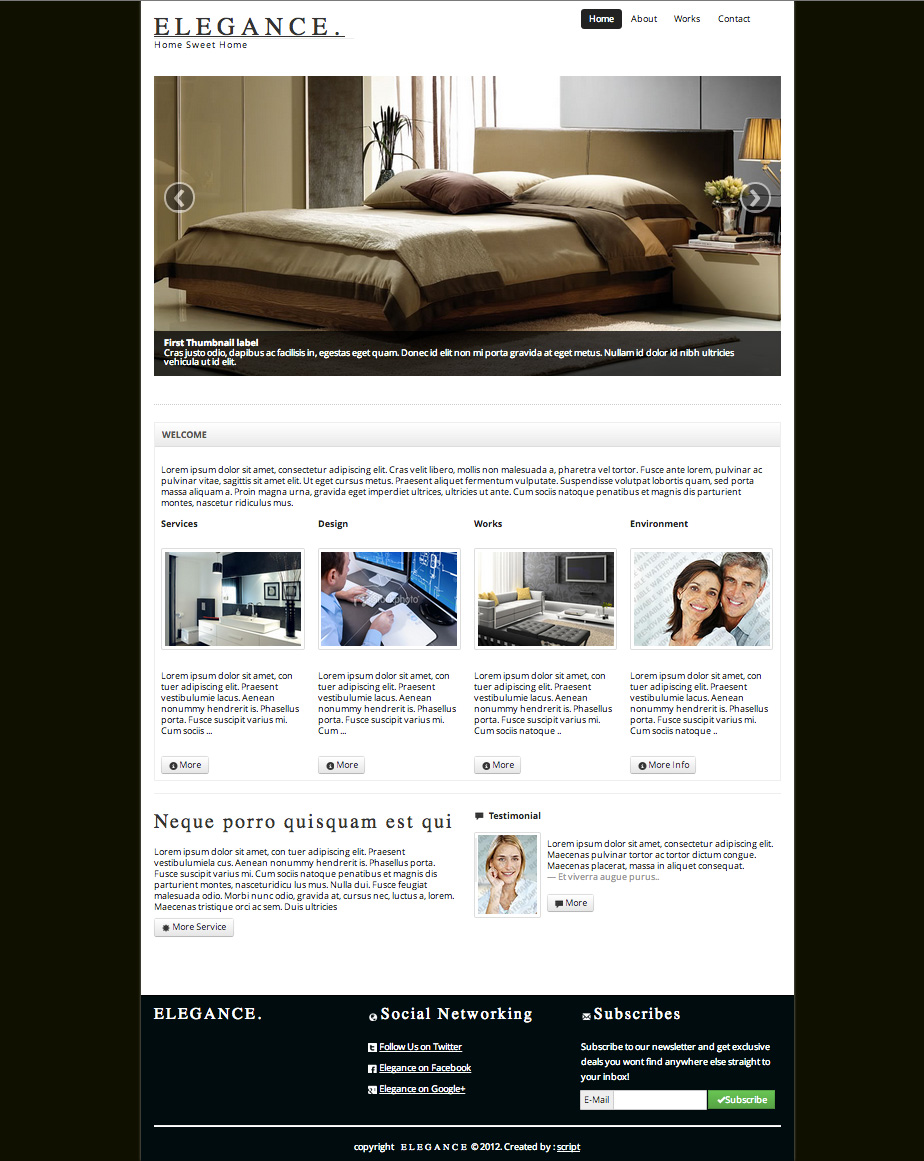 ELEGANCE.
Home Sweet Home
Home About Works Contact
First Thumbnail label
Cras justo odio, dapibus ac facilisis in, egestas eget quam. Donec id elit non mi porta gravida at eget metus. Nullam id dolor id nibh ultricies
vehicula ut id elit.
WELCOME
Lorem ipsum dolor sit amet, consectetur adipiscing elit. Cras velit libero, mollis non malesuada a, pharetra vel tortor. Fusce ante lorem, pulvinar ac
pulvinar vitae, sagittis sit amet elit. Ut eget cursus metus. Praesent aliquet fermentum vulputate. Suspendisse volutpat lobortis quam, sed porta
massa aliquam a. Proin magna urna, gravida eget imperdiet ultrices, ultricies ut ante. Cum sociis natoque penatibus et magnis dis parturient
montes, nascetur ridiculus mus.
Services
Lorem ipsum dolor sit amet, con
tuer adipiscing elit. Praesent
vestibulumie lacus. Aenean
nonummy hendrerit is. Phasellus
porta. Fusce suscipit varius mi.
Cum sociis ...
More
Design
Lorem ipsum dolor sit amet, con
tuer adipiscing elit. Praesent
vestibulumie lacus. Aenean
nonummy hendrerit is. Phasellus
porta. Fusce suscipit varius mi.
Cum ...
More
Works
Lorem ipsum dolor sit amet, con
tuer adipiscing elit. Praesent
vestibulumie lacus. Aenean
nonummy hendrerit is. Phasellus
porta. Fusce suscipit varius mi.
Cum sociis natoque ..
More
Environment
Lorem ipsum dolor sit amet, con
tuer adipiscing elit. Praesent
vestibulumie lacus. Aenean
nonummy hendrerit is. Phasellus
porta. Fusce suscipit varius mi.
Cum sociis natoque ..
More Info
Neque porro quisquam est qui
Lorem ipsum dolor sit amet, con tuer adipiscing elit. Praesent
vestibulumiela cus. Aenean nonummy hendrerit is. Phasellus porta.
Fusce suscipit varius mi. Cum sociis natoque penatibus et magnis dis
parturient montes, nasceturidicu lus mus. Nulla dui. Fusce feugiat
malesuada odio. Morbi nunc odio, gravida at, cursus nec, luctus a, lorem.
Maecenas tristique orci ac sem. Duis ultricies
More Service
Testimonial
Lorem ipsum dolor sit amet, consectetur adipiscing elit.
Maecenas pulvinar tortor ac tortor dictum congue.
Maecenas placerat, massa in aliquet consequat.
— Et viverra augue purus..
More
ELEGANCE.
Social Networking
Follow Us on Twitter
Elegance on Facebook
Elegance on Google+
Subscribes
Subscribe to our newsletter and get exclusive
deals you wont find anywhere else straight to
your inbox!
E-Mail Subscribe
copyright ELEGANCE © 2012. Created by : script